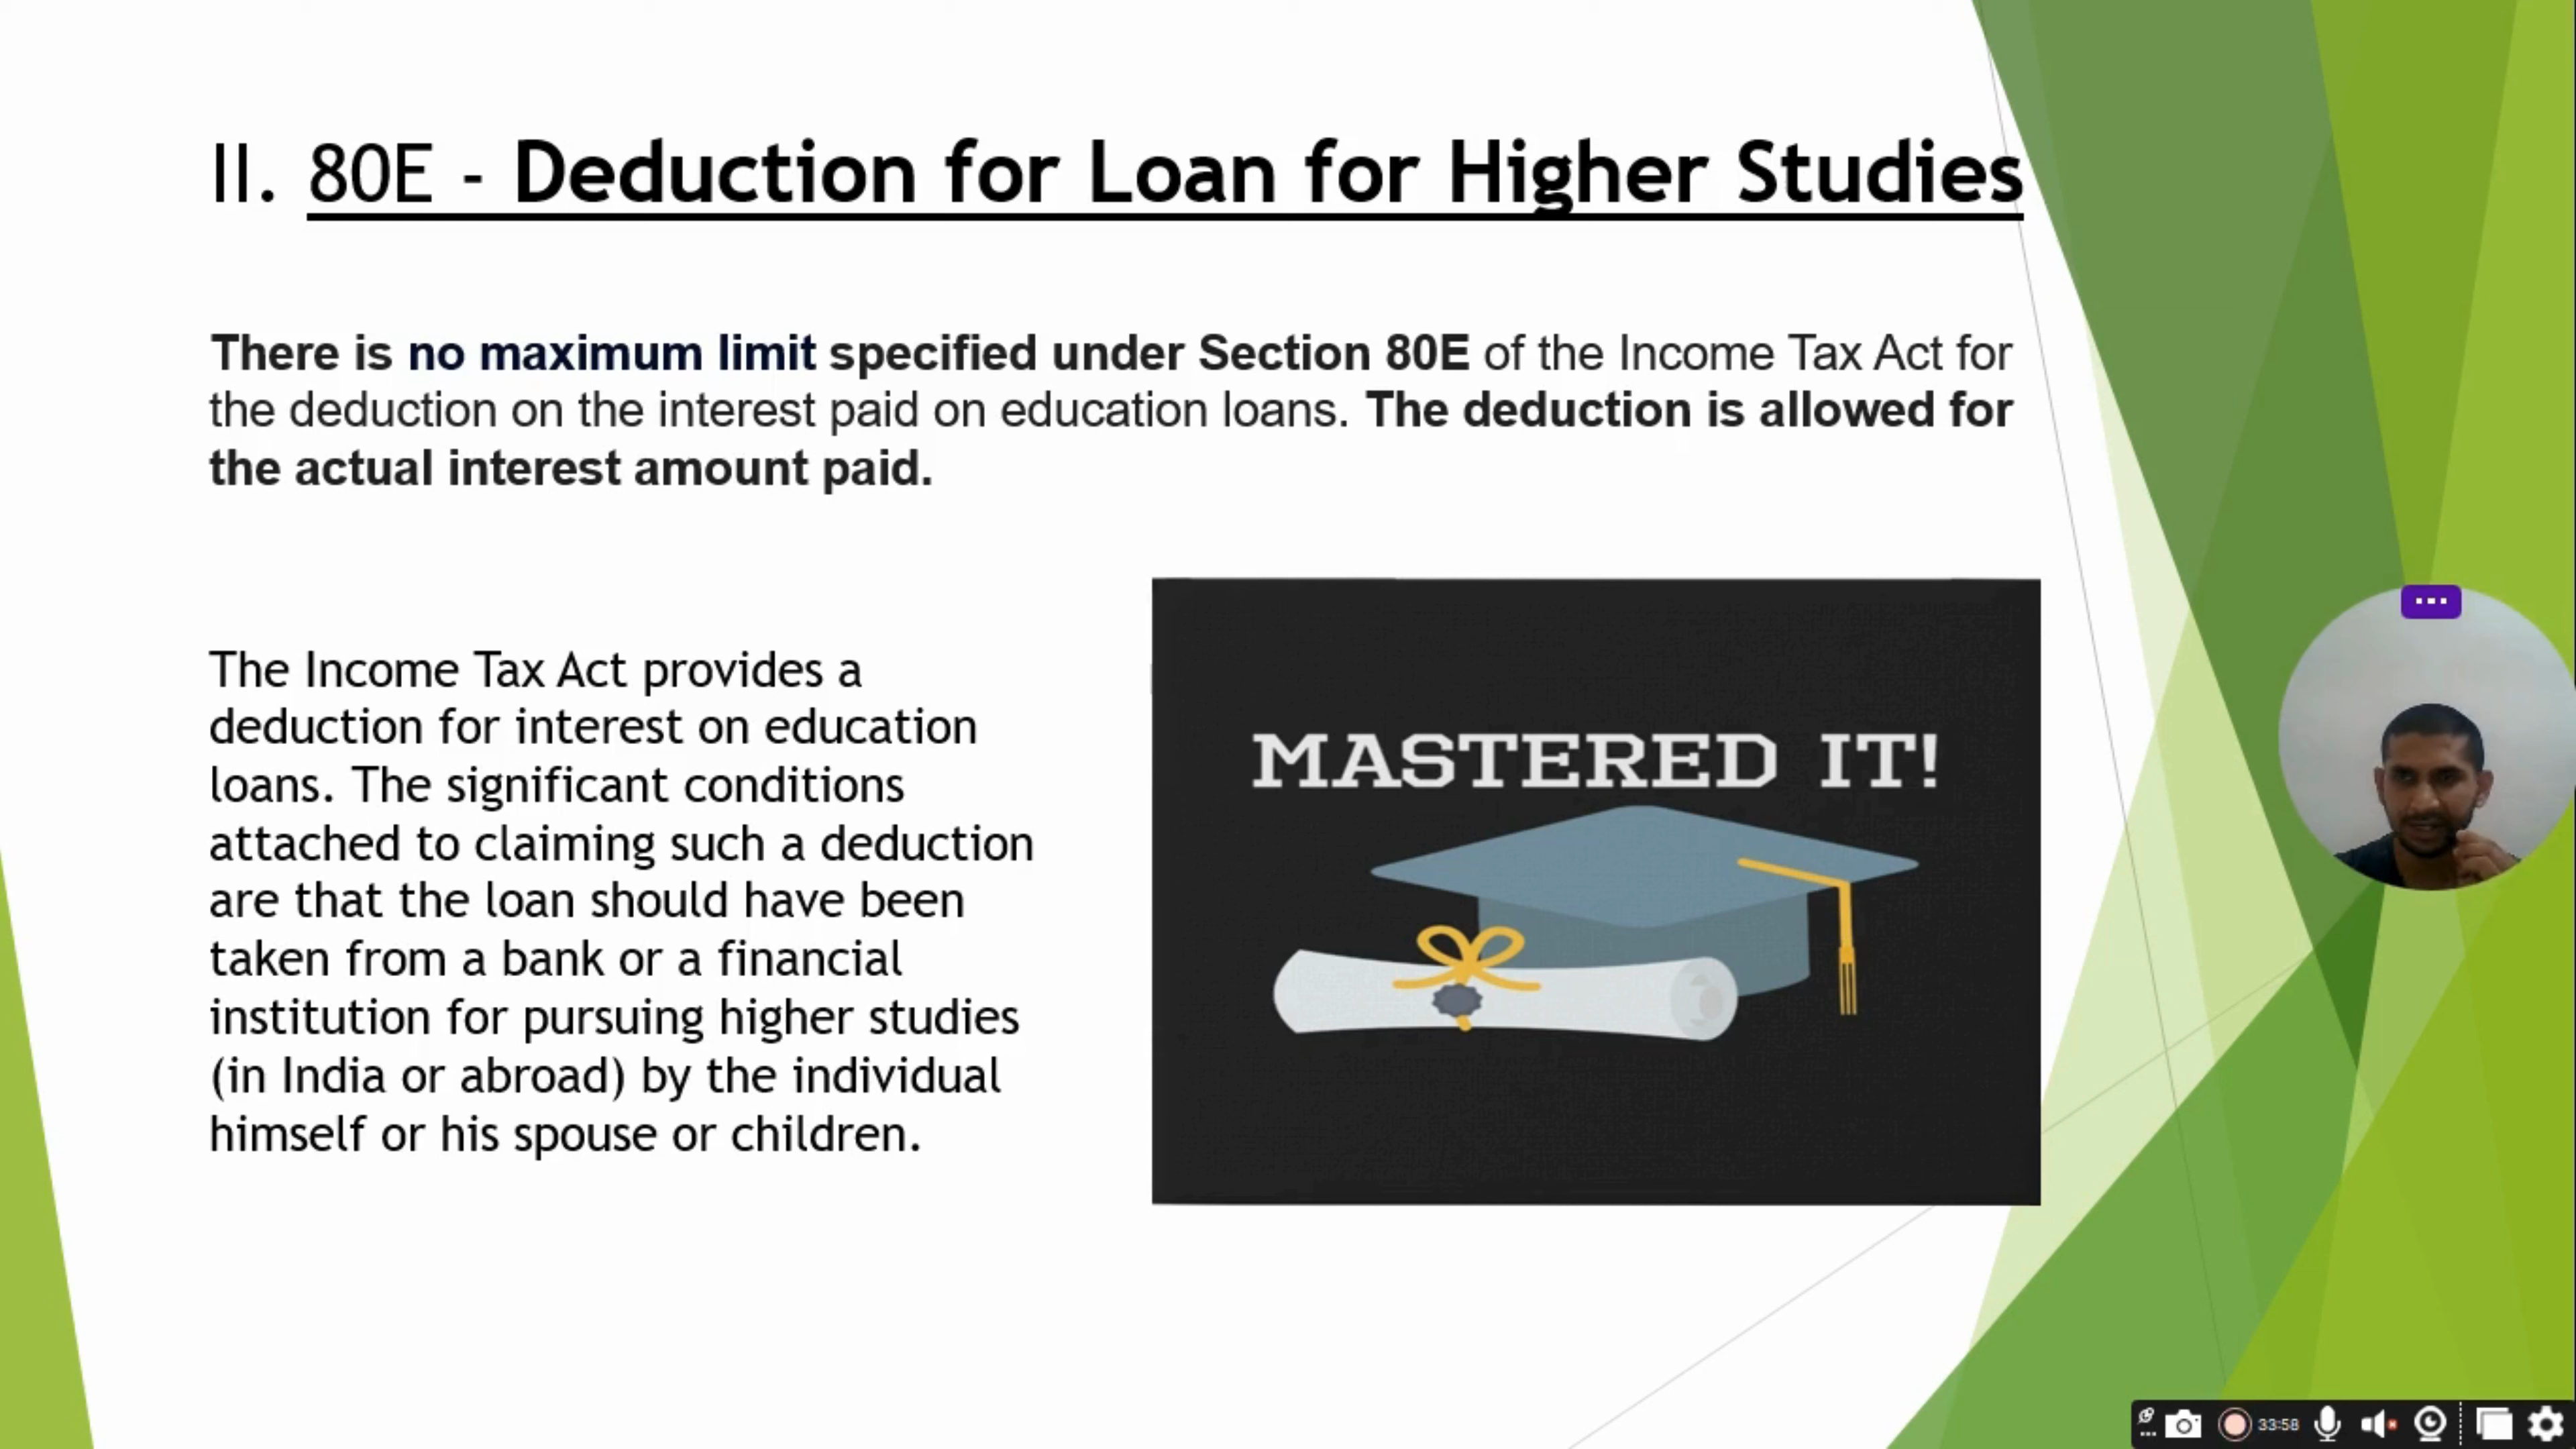 II. 80E - Deduction for Loan for Higher Studies
There is no maximum limit specified under Section 80E of the Income Tax Act for
the deduction on the interest paid on education loans. The deduction is allowed for
the actual interest amount paid.
The Income Tax Act provides a
deduction for interest on education
loans. The significant conditions
attached to claiming such a deduction
are that the loan should have been
taken from a bank or a financial
institution for pursuing higher studies
(in India or abroad) by the individual
himself or his spouse or children.
MASTERED IT!
33:58